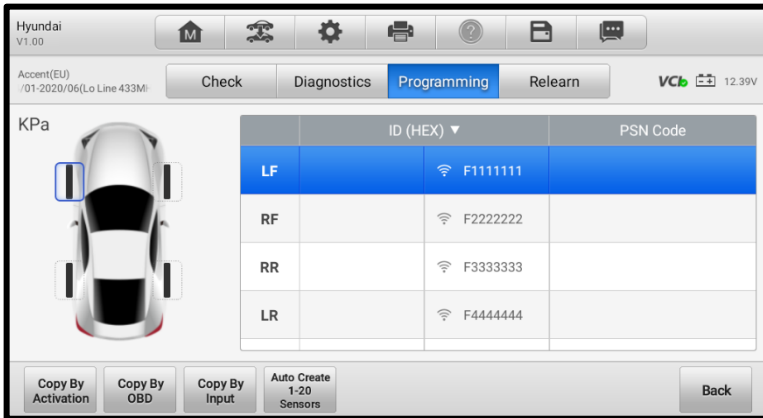 Hyundai
V1.00
M
?
Accent(EU)
/01-2020/06(Lo Line 433M
Check
Diagnostics
Programming
Relearn
VCI
12.39V
KPa
ID (HEX) ▼
PSN Code
LF
F1111111
RF
F2222222
RR
F3333333
LR
F4444444
Copy By
Activation
Copy By
OBD
Copy By
Input
Auto Create
1-20
Sensors
Back